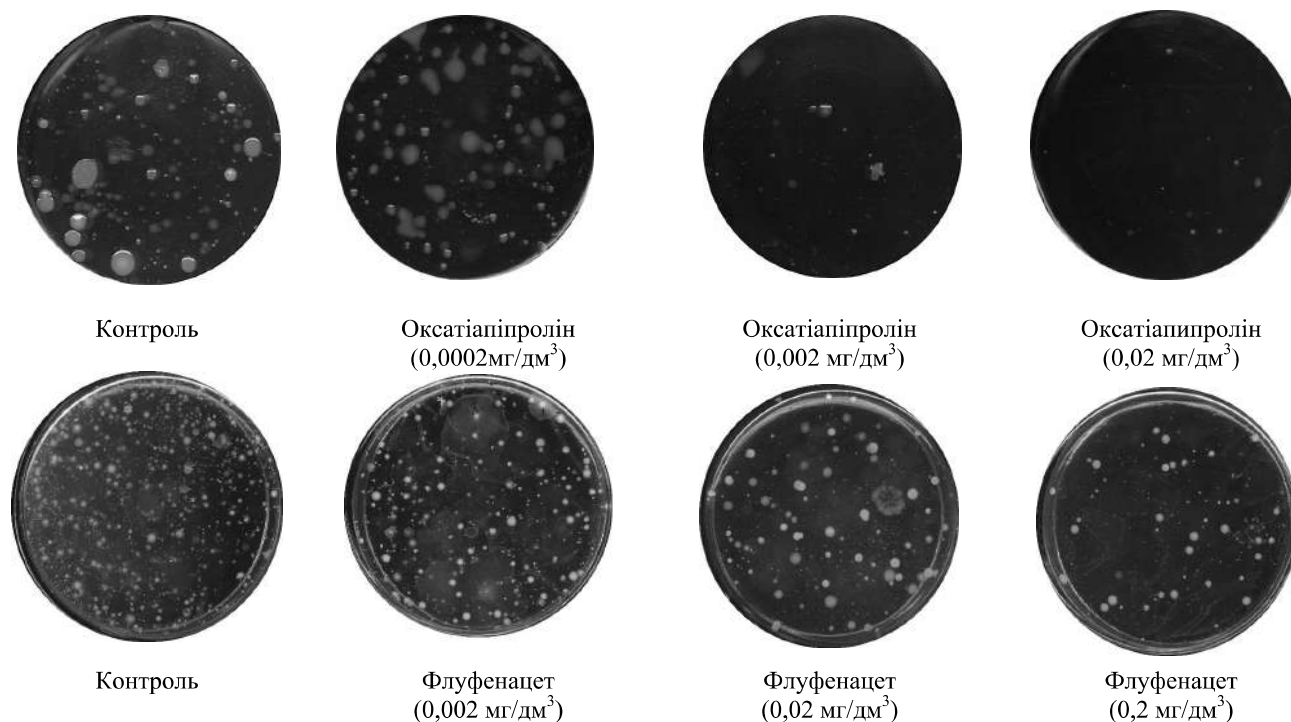 Контроль
Оксатіапіпролін
(0,0002мг/дм³)
Оксатіапіпролін
(0,002 мг/дм³)
Оксатіапипролін
(0,02 мг/дм³)
Контроль
Флуфенацет
(0,002 мг/дм³)
Флуфенацет
(0,02 мг/дм³)
Флуфенацет
(0,2 мг/дм³)